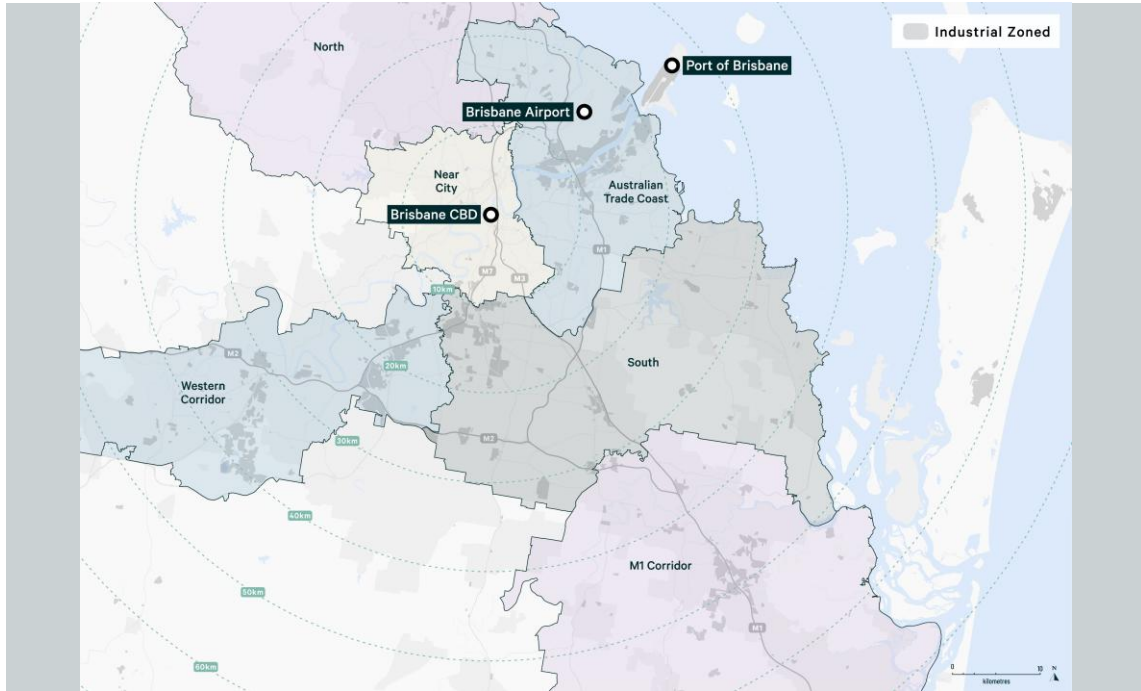 Industrial Zoned
North
Port of Brisbane
Brisbane Airport
Near
City
Australian
Trade Coast
Brisbane CBD
M1
M7
M3
10km
M2
20km
South
Western
Corridor
30km
M2
40km
M1 Corridor
50km
M1
60km
0
15
N
kilometres